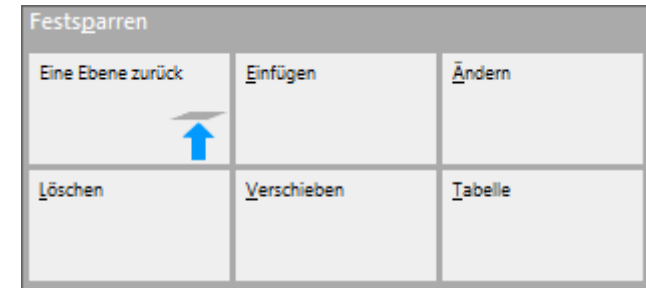 Festsparren
Eine Ebene zurück
Einfügen
Ändern
Löschen
Verschieben
Tabelle